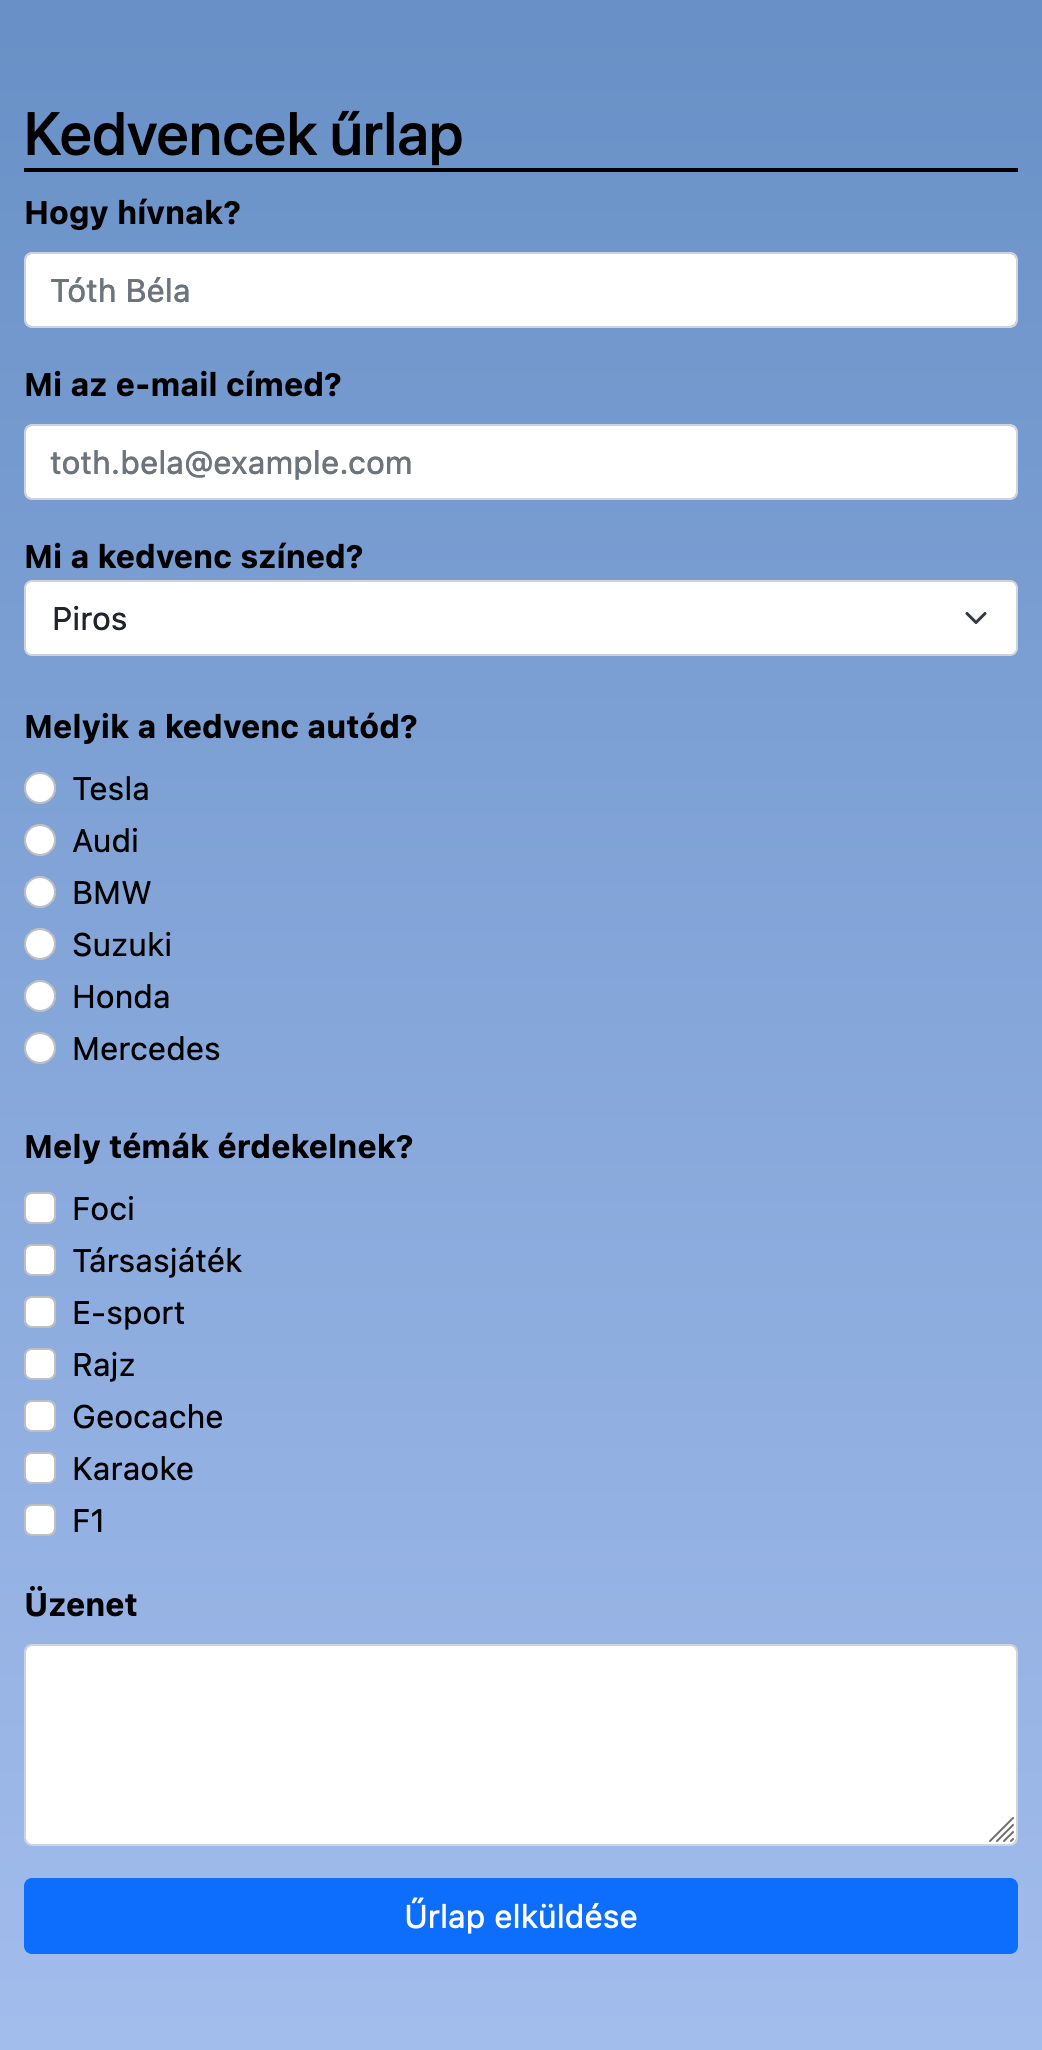 Kedvencek űrlap
Hogy hívnak?
Tóth Béla
Mi az e-mail címed?
toth.bela@example.com
Mi a kedvenc színed?
Piros
Melyik a kedvenc autód?
Tesla
Audi
BMW
Suzuki
Honda
Mercedes
Mely témák érdekelnek?
Foci
Társasjáték
E-sport
Rajz
Geocache
Karaoke
F1
Üzenet
Űrlap elküldése